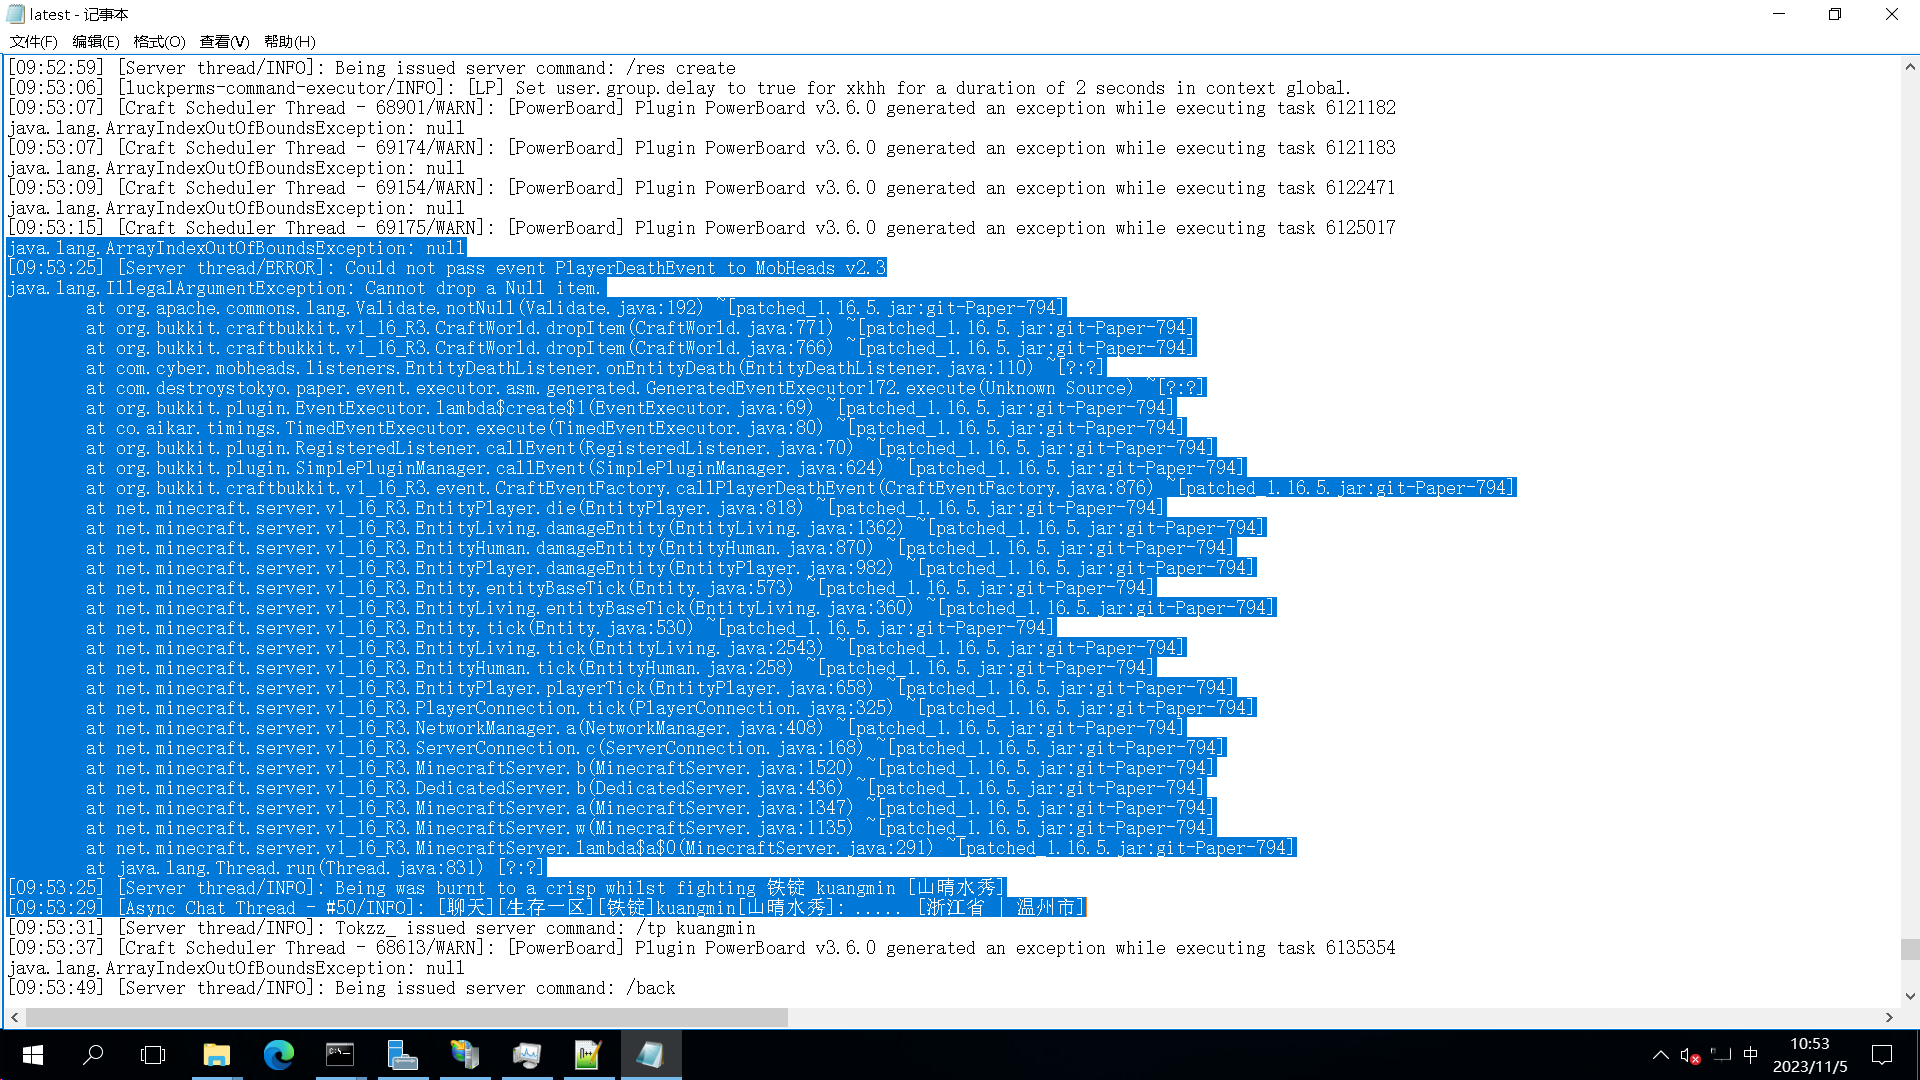 latest - 记事本
文件(F) 编辑(E) 格式(O) 查看(V) 帮助(H)
[09:52:59] [Server thread/INFO]: Being issued server command: /res create
[09:53:06] [luckperms-command-executor/INFO]: [LP] Set user.group.delay to true for xkhh for a duration of 2 seconds in context global.
[09:53:07] [Craft Scheduler Thread - 68901/WARN]: [PowerBoard] Plugin PowerBoard v3.6.0 generated an exception while executing task 6121182
java.lang.ArrayIndexOutOfBoundsException: null
[09:53:07] [Craft Scheduler Thread - 69174/WARN]: [PowerBoard] Plugin PowerBoard v3.6.0 generated an exception while executing task 6121183
java.lang.ArrayIndexOutOfBoundsException: null
[09:53:09] [Craft Scheduler Thread - 69154/WARN]: [PowerBoard] Plugin PowerBoard v3.6.0 generated an exception while executing task 6122471
java.lang.ArrayIndexOutOfBoundsException: null
[09:53:15] [Craft Scheduler Thread - 69175/WARN]: [PowerBoard] Plugin PowerBoard v3.6.0 generated an exception while executing task 6125017
java.lang.ArrayIndexOutOfBoundsException: null
[09:53:25] [Server thread/ERROR]: Could not pass event PlayerDeathEvent to MobHeads v2.3
java.lang.IllegalArgumentException: Cannot drop a Null item.
at org.apache.commons.lang.Validate.notNull(Validate.java:192) ~[patched_1.16.5.jar:git-Paper-794]
at org.bukkit.craftbukkit.v1_16_R3.CraftWorld.dropItem(CraftWorld.java:771) ~[patched_1.16.5.jar:git-Paper-794]
at org.bukkit.craftbukkit.v1_16_R3.CraftWorld.dropItem(CraftWorld.java:766) ~[patched_1.16.5.jar:git-Paper-794]
at com.cyber.mobheads.listeners.EntityDeathListener.onEntityDeath(EntityDeathListener.java:110) ~[?:?]
at com.destroystokyo.paper.event.executor.asm.generated.GeneratedEventExecutor172.execute(Unknown Source) ~[?:?]
at org.bukkit.plugin.EventExecutor.lambda$create$1(EventExecutor.java:69) ~[patched_1.16.5.jar:git-Paper-794]
at co.aikar.timings.TimedEventExecutor.execute(TimedEventExecutor.java:80) ~[patched_1.16.5.jar:git-Paper-794]
at org.bukkit.plugin.RegisteredListener.callEvent(RegisteredListener.java:70) ~[patched_1.16.5.jar:git-Paper-794]
at org.bukkit.plugin.SimplePluginManager.callEvent(SimplePluginManager.java:624) ~[patched_1.16.5.jar:git-Paper-794]
at org.bukkit.craftbukkit.v1_16_R3.event.CraftEventFactory.callPlayerDeathEvent(CraftEventFactory.java:876) ~[patched_1.16.5.jar:git-Paper-794]
at net.minecraft.server.v1_16_R3.EntityPlayer.die(EntityPlayer.java:818) ~[patched_1.16.5.jar:git-Paper-794]
at net.minecraft.server.v1_16_R3.EntityLiving.damageEntity(EntityLiving.java:1362) ~[patched_1.16.5.jar:git-Paper-794]
at net.minecraft.server.v1_16_R3.EntityHuman.damageEntity(EntityHuman.java:870) ~[patched_1.16.5.jar:git-Paper-794]
at net.minecraft.server.v1_16_R3.EntityPlayer.damageEntity(EntityPlayer.java:982) ~[patched_1.16.5.jar:git-Paper-794]
at net.minecraft.server.v1_16_R3.Entity.entityBaseTick(Entity.java:573) ~[patched_1.16.5.jar:git-Paper-794]
at net.minecraft.server.v1_16_R3.EntityLiving.entityBaseTick(EntityLiving.java:360) ~[patched_1.16.5.jar:git-Paper-794]
at net.minecraft.server.v1_16_R3.Entity.tick(Entity.java:530) ~[patched_1.16.5.jar:git-Paper-794]
at net.minecraft.server.v1_16_R3.EntityLiving.tick(EntityLiving.java:2543) ~[patched_1.16.5.jar:git-Paper-794]
at net.minecraft.server.v1_16_R3.EntityHuman.tick(EntityHuman.java:258) ~[patched_1.16.5.jar:git-Paper-794]
at net.minecraft.server.v1_16_R3.EntityPlayer.playerTick(EntityPlayer.java:658) ~[patched_1.16.5.jar:git-Paper-794]
at net.minecraft.server.v1_16_R3.PlayerConnection.tick(PlayerConnection.java:325) ~[patched_1.16.5.jar:git-Paper-794]
at net.minecraft.server.v1_16_R3.NetworkManager.a(NetworkManager.java:408) ~[patched_1.16.5.jar:git-Paper-794]
at net.minecraft.server.v1_16_R3.ServerConnection.c(ServerConnection.java:168) ~[patched_1.16.5.jar:git-Paper-794]
at net.minecraft.server.v1_16_R3.MinecraftServer.b(MinecraftServer.java:1520) ~[patched_1.16.5.jar:git-Paper-794]
at net.minecraft.server.v1_16_R3.DedicatedServer.b(DedicatedServer.java:436) ~[patched_1.16.5.jar:git-Paper-794]
at net.minecraft.server.v1_16_R3.MinecraftServer.a(MinecraftServer.java:1347) ~[patched_1.16.5.jar:git-Paper-794]
at net.minecraft.server.v1_16_R3.MinecraftServer.w(MinecraftServer.java:1135) ~[patched_1.16.5.jar:git-Paper-794]
at net.minecraft.server.v1_16_R3.MinecraftServer.lambda$a$0(MinecraftServer.java:291) ~[patched_1.16.5.jar:git-Paper-794]
at java.lang.Thread.run(Thread.java:831) [?:?]
[09:53:25] [Server thread/INFO]: Being was burnt to a crisp whilst fighting 铁锭 kuangmin [山晴水秀]
[09:53:29] [Async Chat Thread - #50/INFO]: [聊天][生存一区][铁锭]kuangmin[山晴水秀]: ..... [浙江省 | 温州市]
[09:53:31] [Server thread/INFO]: Tokzz_ issued server command: /tp kuangmin
[09:53:37] [Craft Scheduler Thread - 68613/WARN]: [PowerBoard] Plugin PowerBoard v3.6.0 generated an exception while executing task 6135354
java.lang.ArrayIndexOutOfBoundsException: null
[09:53:49] [Server thread/INFO]: Being issued server command: /back
中
10:53
2023/11/5